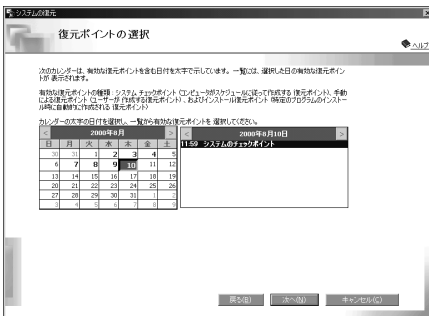 システムの復元
復元ポイントの選択
ヘルプ
次のカレンダーは、有効な復元ポイントを含む日付を太字で示しています。一覧には、選択した日の有効な復元ポイン
トが表示されます。
有効な復元ポイントの種類 : システム チェックポイント (コンピュータがスケジュールに従って作成する復元ポイント)、手動
による復元ポイント (ユーザーが作成する復元ポイント)、およびインストール復元ポイント (特定のプログラムのインストー
ル時に自動的に作成される復元ポイント)
カレンダーの太字の日付を選択し、一覧から有効な復元ポイントを選択してください。
< 2000年8月 >
日 月 火 水 木 金 土
30 31 1 2 3 4 5
6 7 8 9 10 11 12
13 14 15 16 17 18 19
20 21 22 23 24 25 26
27 28 29 30 31 1 2
3 4 5 6 7 8 9
< 2000年8月10日 >
11:59 システムのチェックポイント
戻る(B) 次へ(N) キャンセル(C)